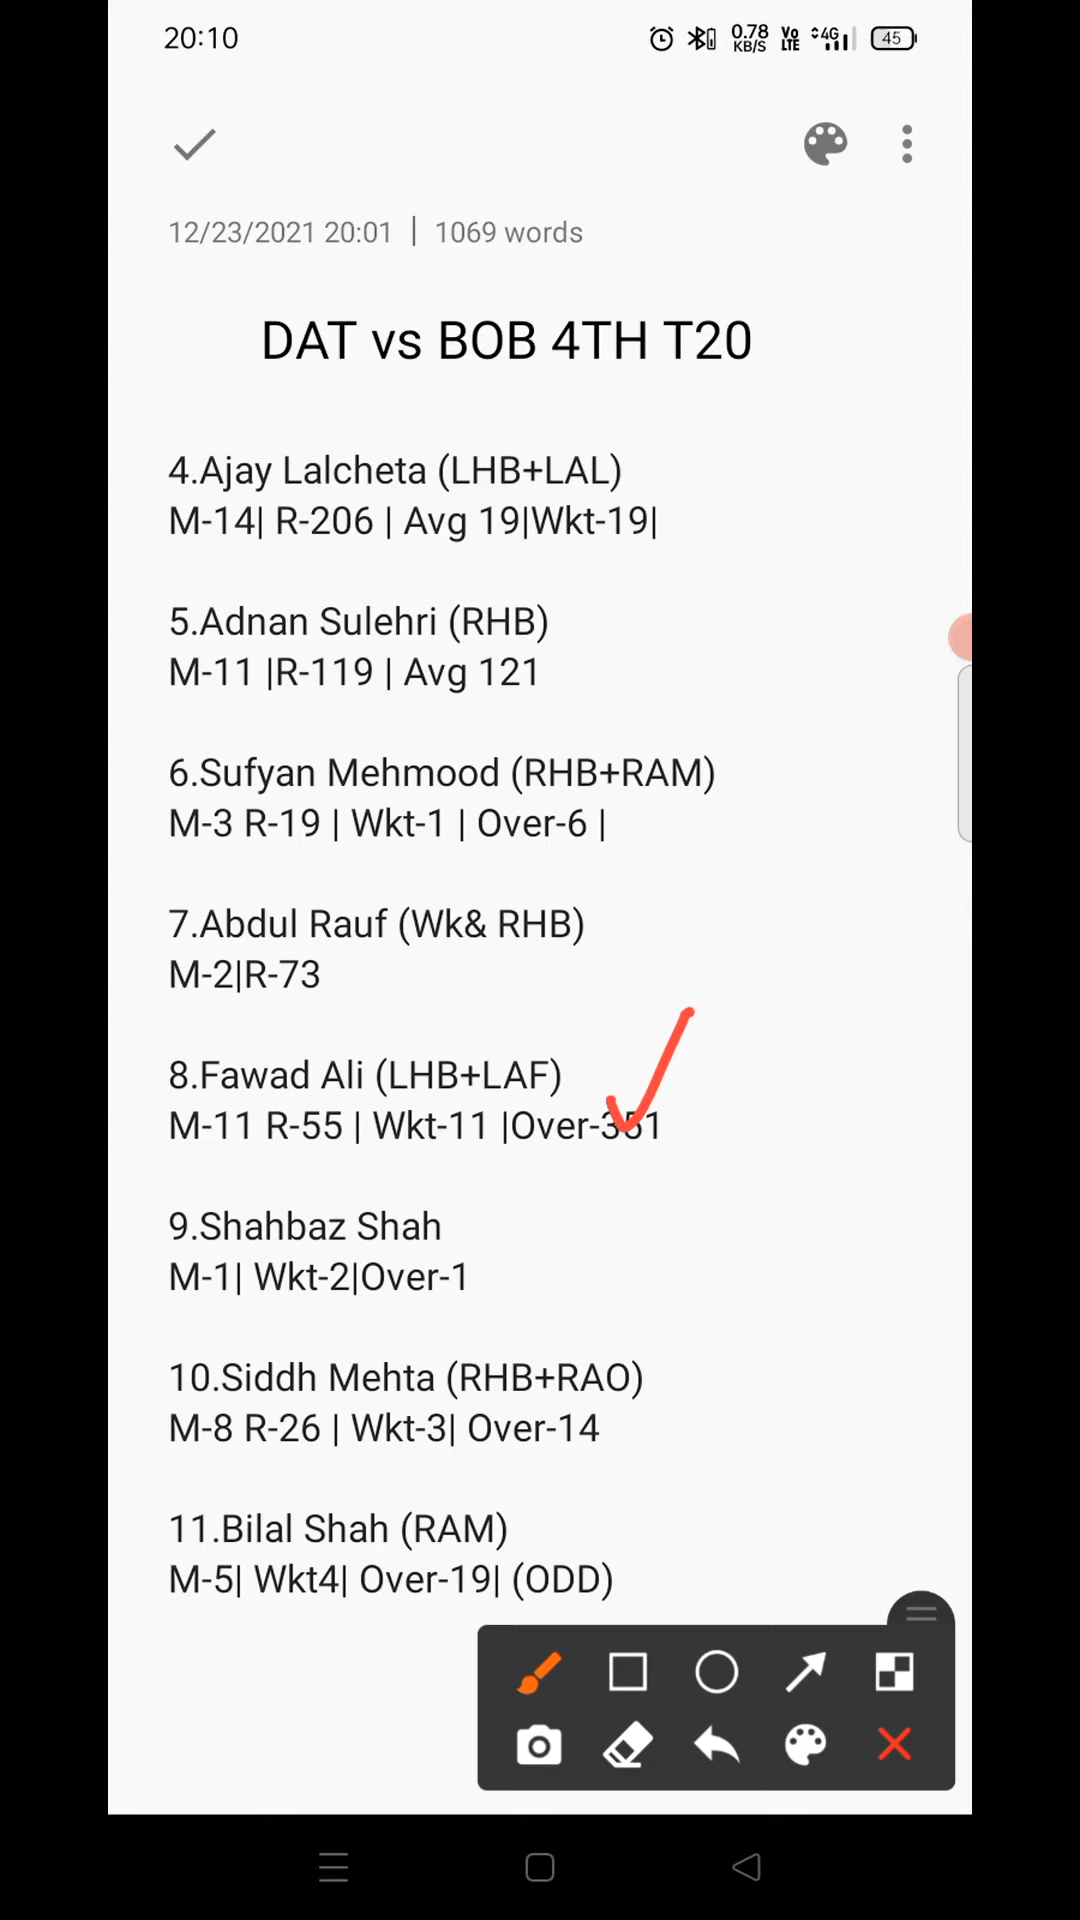 20:10
0.78 KB/S Vo LTE 4G 45
12/23/2021 20:01 | 1069 words
DAT vs BOB 4TH T20
4.Ajay Lalcheta (LHB+LAL)
M-14| R-206 | Avg 19|Wkt-19|
5.Adnan Sulehri (RHB)
M-11 |R-119 | Avg 121
6.Sufyan Mehmood (RHB+RAM)
M-3 R-19 | Wkt-1 | Over-6 |
7.Abdul Rauf (Wk& RHB)
M-2|R-73
8.Fawad Ali (LHB+LAF)
M-11 R-55 | Wkt-11 |Over-351
9.Shahbaz Shah
M-1| Wkt-2|Over-1
10.Siddh Mehta (RHB+RAO)
M-8 R-26 | Wkt-3| Over-14
11.Bilal Shah (RAM)
M-5| Wkt4| Over-19| (ODD)